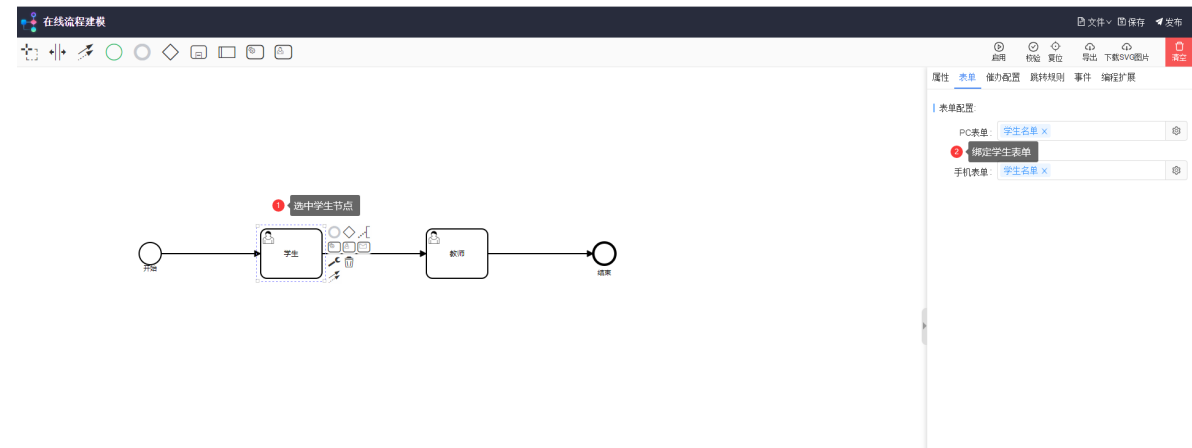 在线流程建模
文件 保存 发布
启用 校验 复位 导出 下载SVG图片 清空
属性 表单 催办配置 跳转规则 事件 编程扩展
表单配置:
PC表单: 学生名单 ×
2 绑定学生表单
手机表单: 学生名单 ×
1 选中学生节点
开始
学生
教师
结束